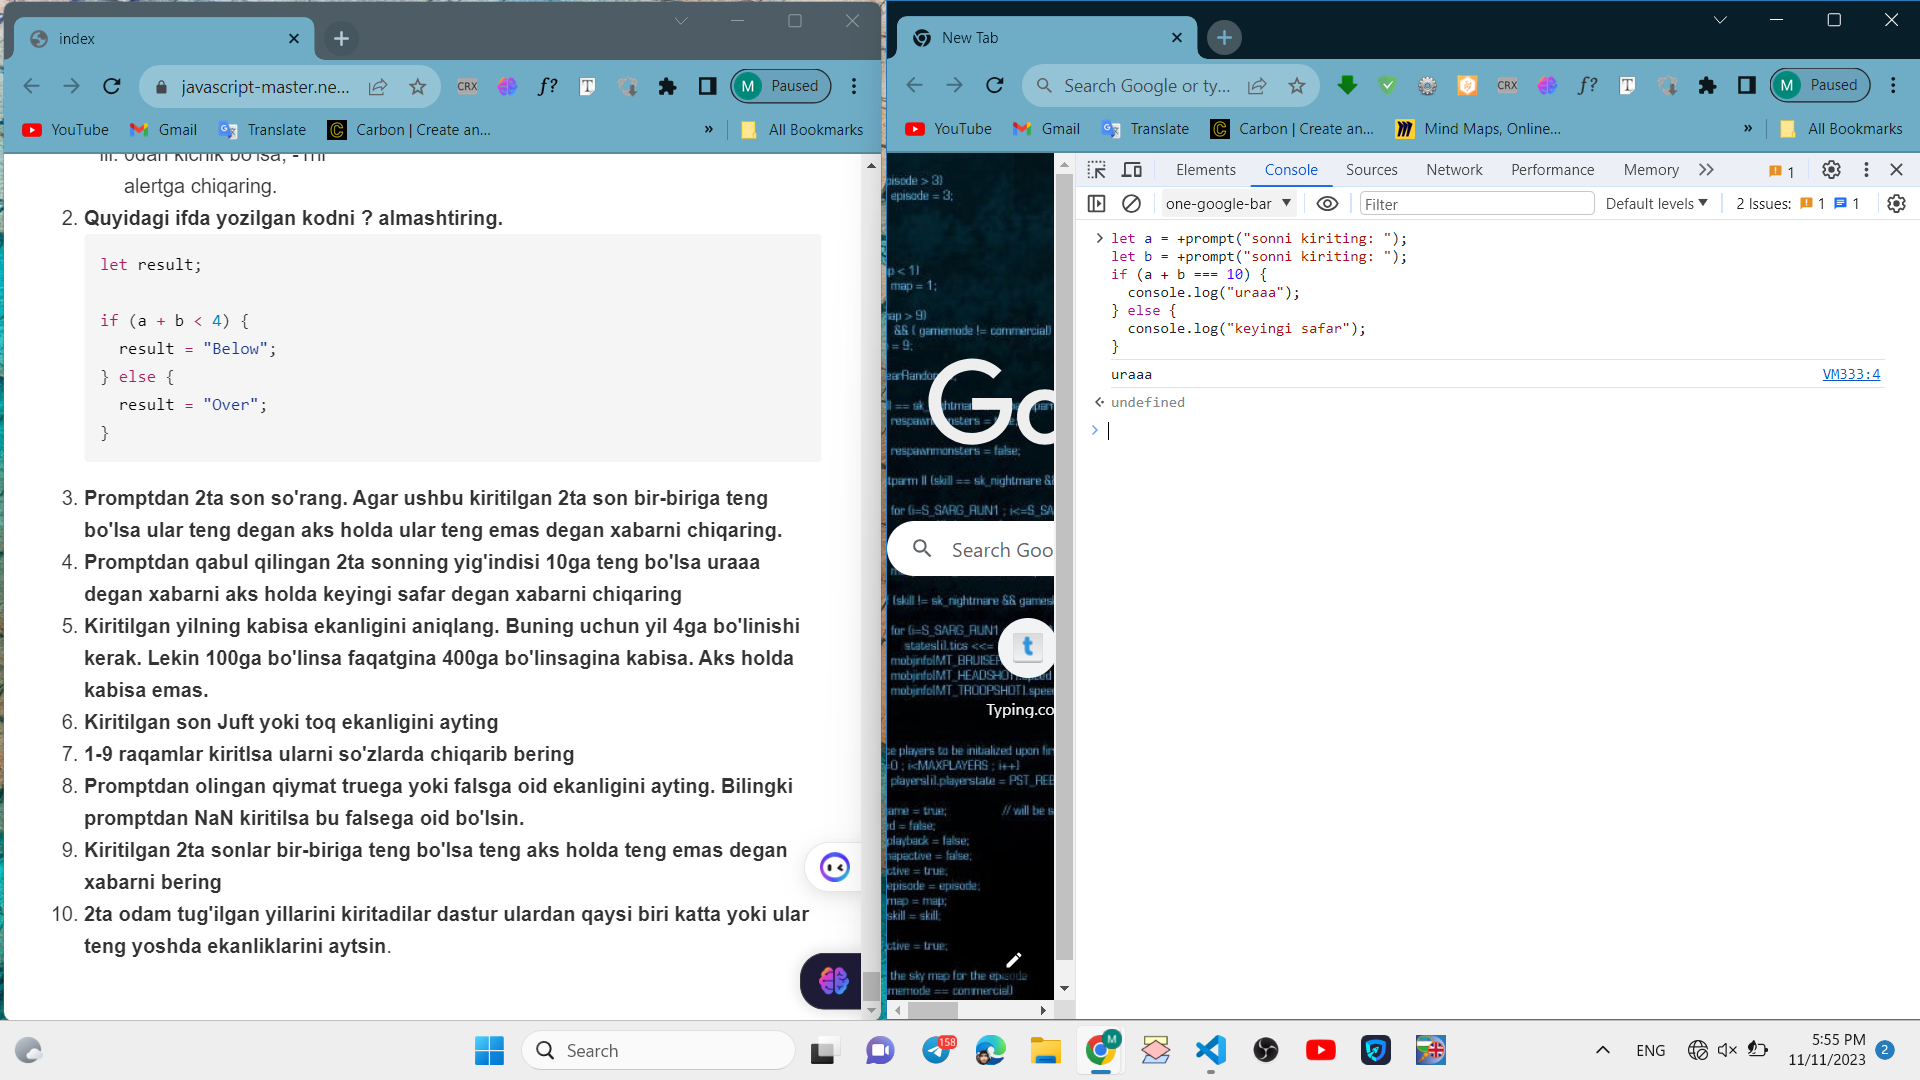 index
javascript-master.ne...
Paused
YouTube
Gmail
Translate
Carbon | Create an...
»
All Bookmarks
alertga chiqaring.
2. Quyidagi ifda yozilgan kodni ? almashtiring.
let result;
if (a + b < 4) {
result = "Below";
} else {
result = "Over";
}
3. Promptdan 2ta son so'rang. Agar ushbu kiritilgan 2ta son bir-biriga teng
bo'lsa ular teng degan aks holda ular teng emas degan xabarni chiqaring.
4. Promptdan qabul qilingan 2ta sonning yig'indisi 10ga teng bo'lsa uraaa
degan xabarni aks holda keyingi safar degan xabarni chiqaring
5. Kiritilgan yilning kabisa ekanligini aniqlang. Buning uchun yil 4ga bo'linishi
kerak. Lekin 100ga bo'linsa faqatgina 400ga bo'linsagina kabisa. Aks holda
kabisa emas.
6. Kiritilgan son Juft yoki toq ekanligini ayting
7. 1-9 raqamlar kiritlsa ularni so'zlarda chiqarib bering
8. Promptdan olingan qiymat truega yoki falsga oid ekanligini ayting. Bilingki
promptdan NaN kiritilsa bu falsega oid bo'lsin.
9. Kiritilgan 2ta sonlar bir-biriga teng bo'lsa teng aks holda teng emas degan
xabarni bering
10. 2ta odam tug'ilgan yillarini kiritadilar dastur ulardan qaysi biri katta yoki ular
teng yoshda ekanliklarini aytsin.
New Tab
Search Google or ty...
CRX
M Paused
YouTube
Gmail
Translate
Carbon | Create an...
Mind Maps, Online...
»
All Bookmarks
Search Goo
Typing.co
Elements
Console
Sources
Network
Performance
Memory
1
one-google-bar
Filter
Default levels
2 Issues: 1 1
let a = +prompt("sonni kiriting: ");
let b = +prompt("sonni kiriting: ");
if (a + b === 10) {
console.log("uraaa");
} else {
console.log("keyingi safar");
}
uraaa
VM333:4
undefined
Search
158
ENG
5:55 PM
11/11/2023
2